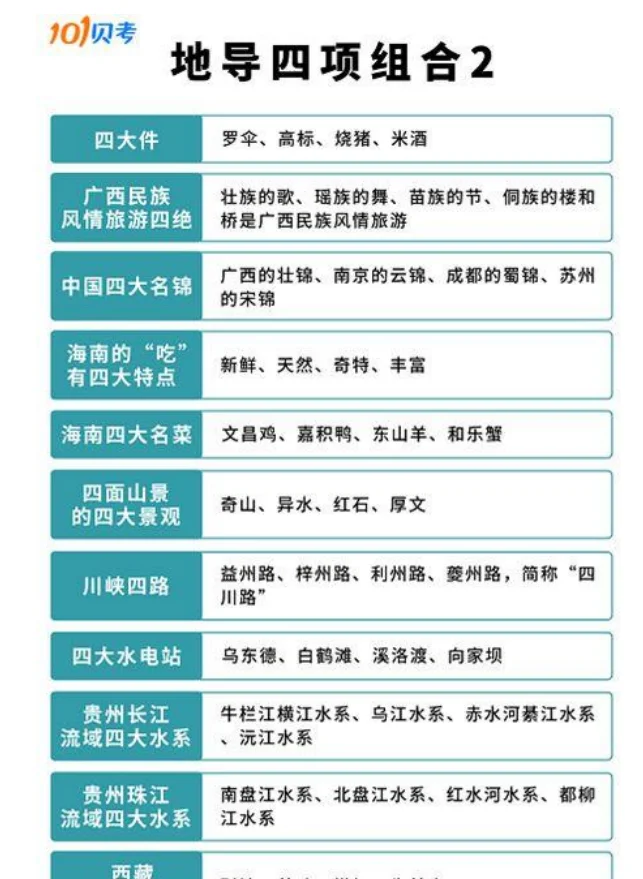 101贝考
地导四项组合2
四大件
罗伞、高标、烧猪、米酒
广西民族
风情旅游四绝
壮族的歌、瑶族的舞、苗族的节、侗族的楼和
桥是广西民族风情旅游
中国四大名锦
广西的壮锦、南京的云锦、成都的蜀锦、苏州
的宋锦
海南的“吃”
有四大特点
新鲜、天然、奇特、丰富
海南四大名菜
文昌鸡、嘉积鸭、东山羊、和乐蟹
四面山景
的四大景观
奇山、异水、红石、厚文
川峡四路
益州路、梓州路、利州路、夔州路，简称“四
川路”
四大水电站
乌东德、白鹤滩、溪洛渡、向家坝
贵州长江
流域四大水系
牛栏江横江水系、乌江水系、赤水河綦江水系
、沅江水系
贵州珠江
流域四大水系
南盘江水系、北盘江水系、红水河水系、都柳
江水系
西藏